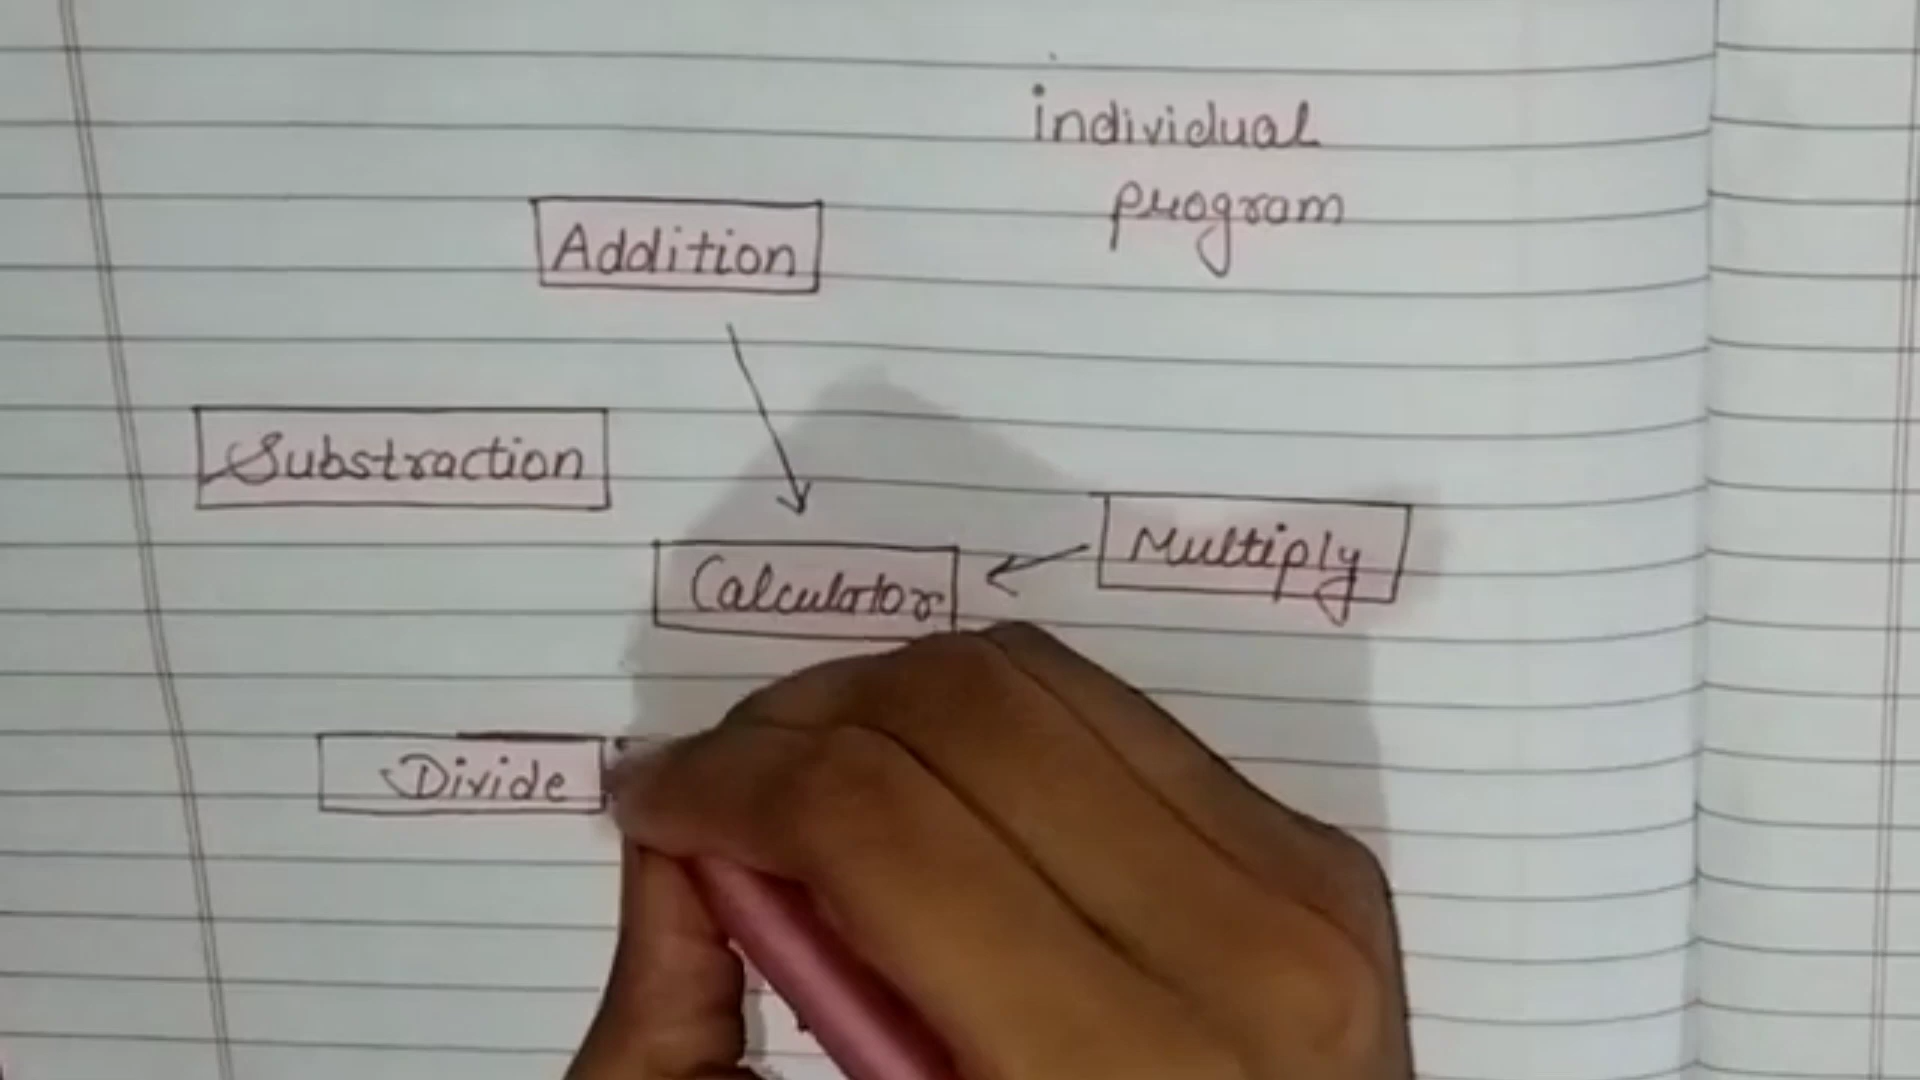 individual
program
Addition
Substraction
Multiply
Calculator
Divide